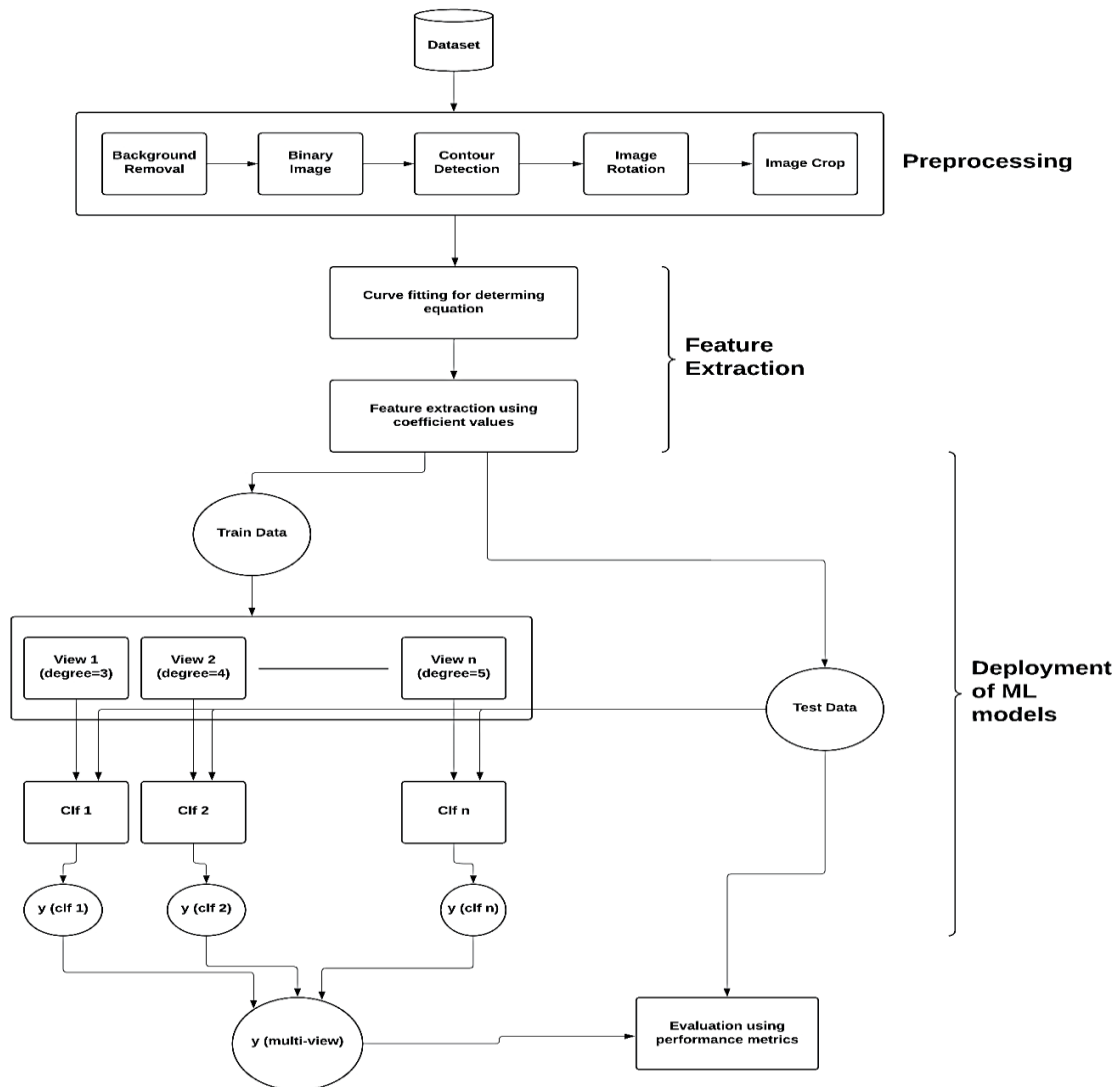 Dataset
Background
Removal
Binary
Image
Contour
Detection
Image
Rotation
Image Crop
Preprocessing
Curve fitting for determing
equation
Feature extraction using
coefficient values
Feature
Extraction
Train Data
View 1
(degree=3)
View 2
(degree=4)
View n
(degree=5)
Test Data
Deployment
of ML
models
Clf 1
Clf 2
Clf n
y (clf 1)
y (clf 2)
y (clf n)
y (multi-view)
Evaluation using
performance metrics